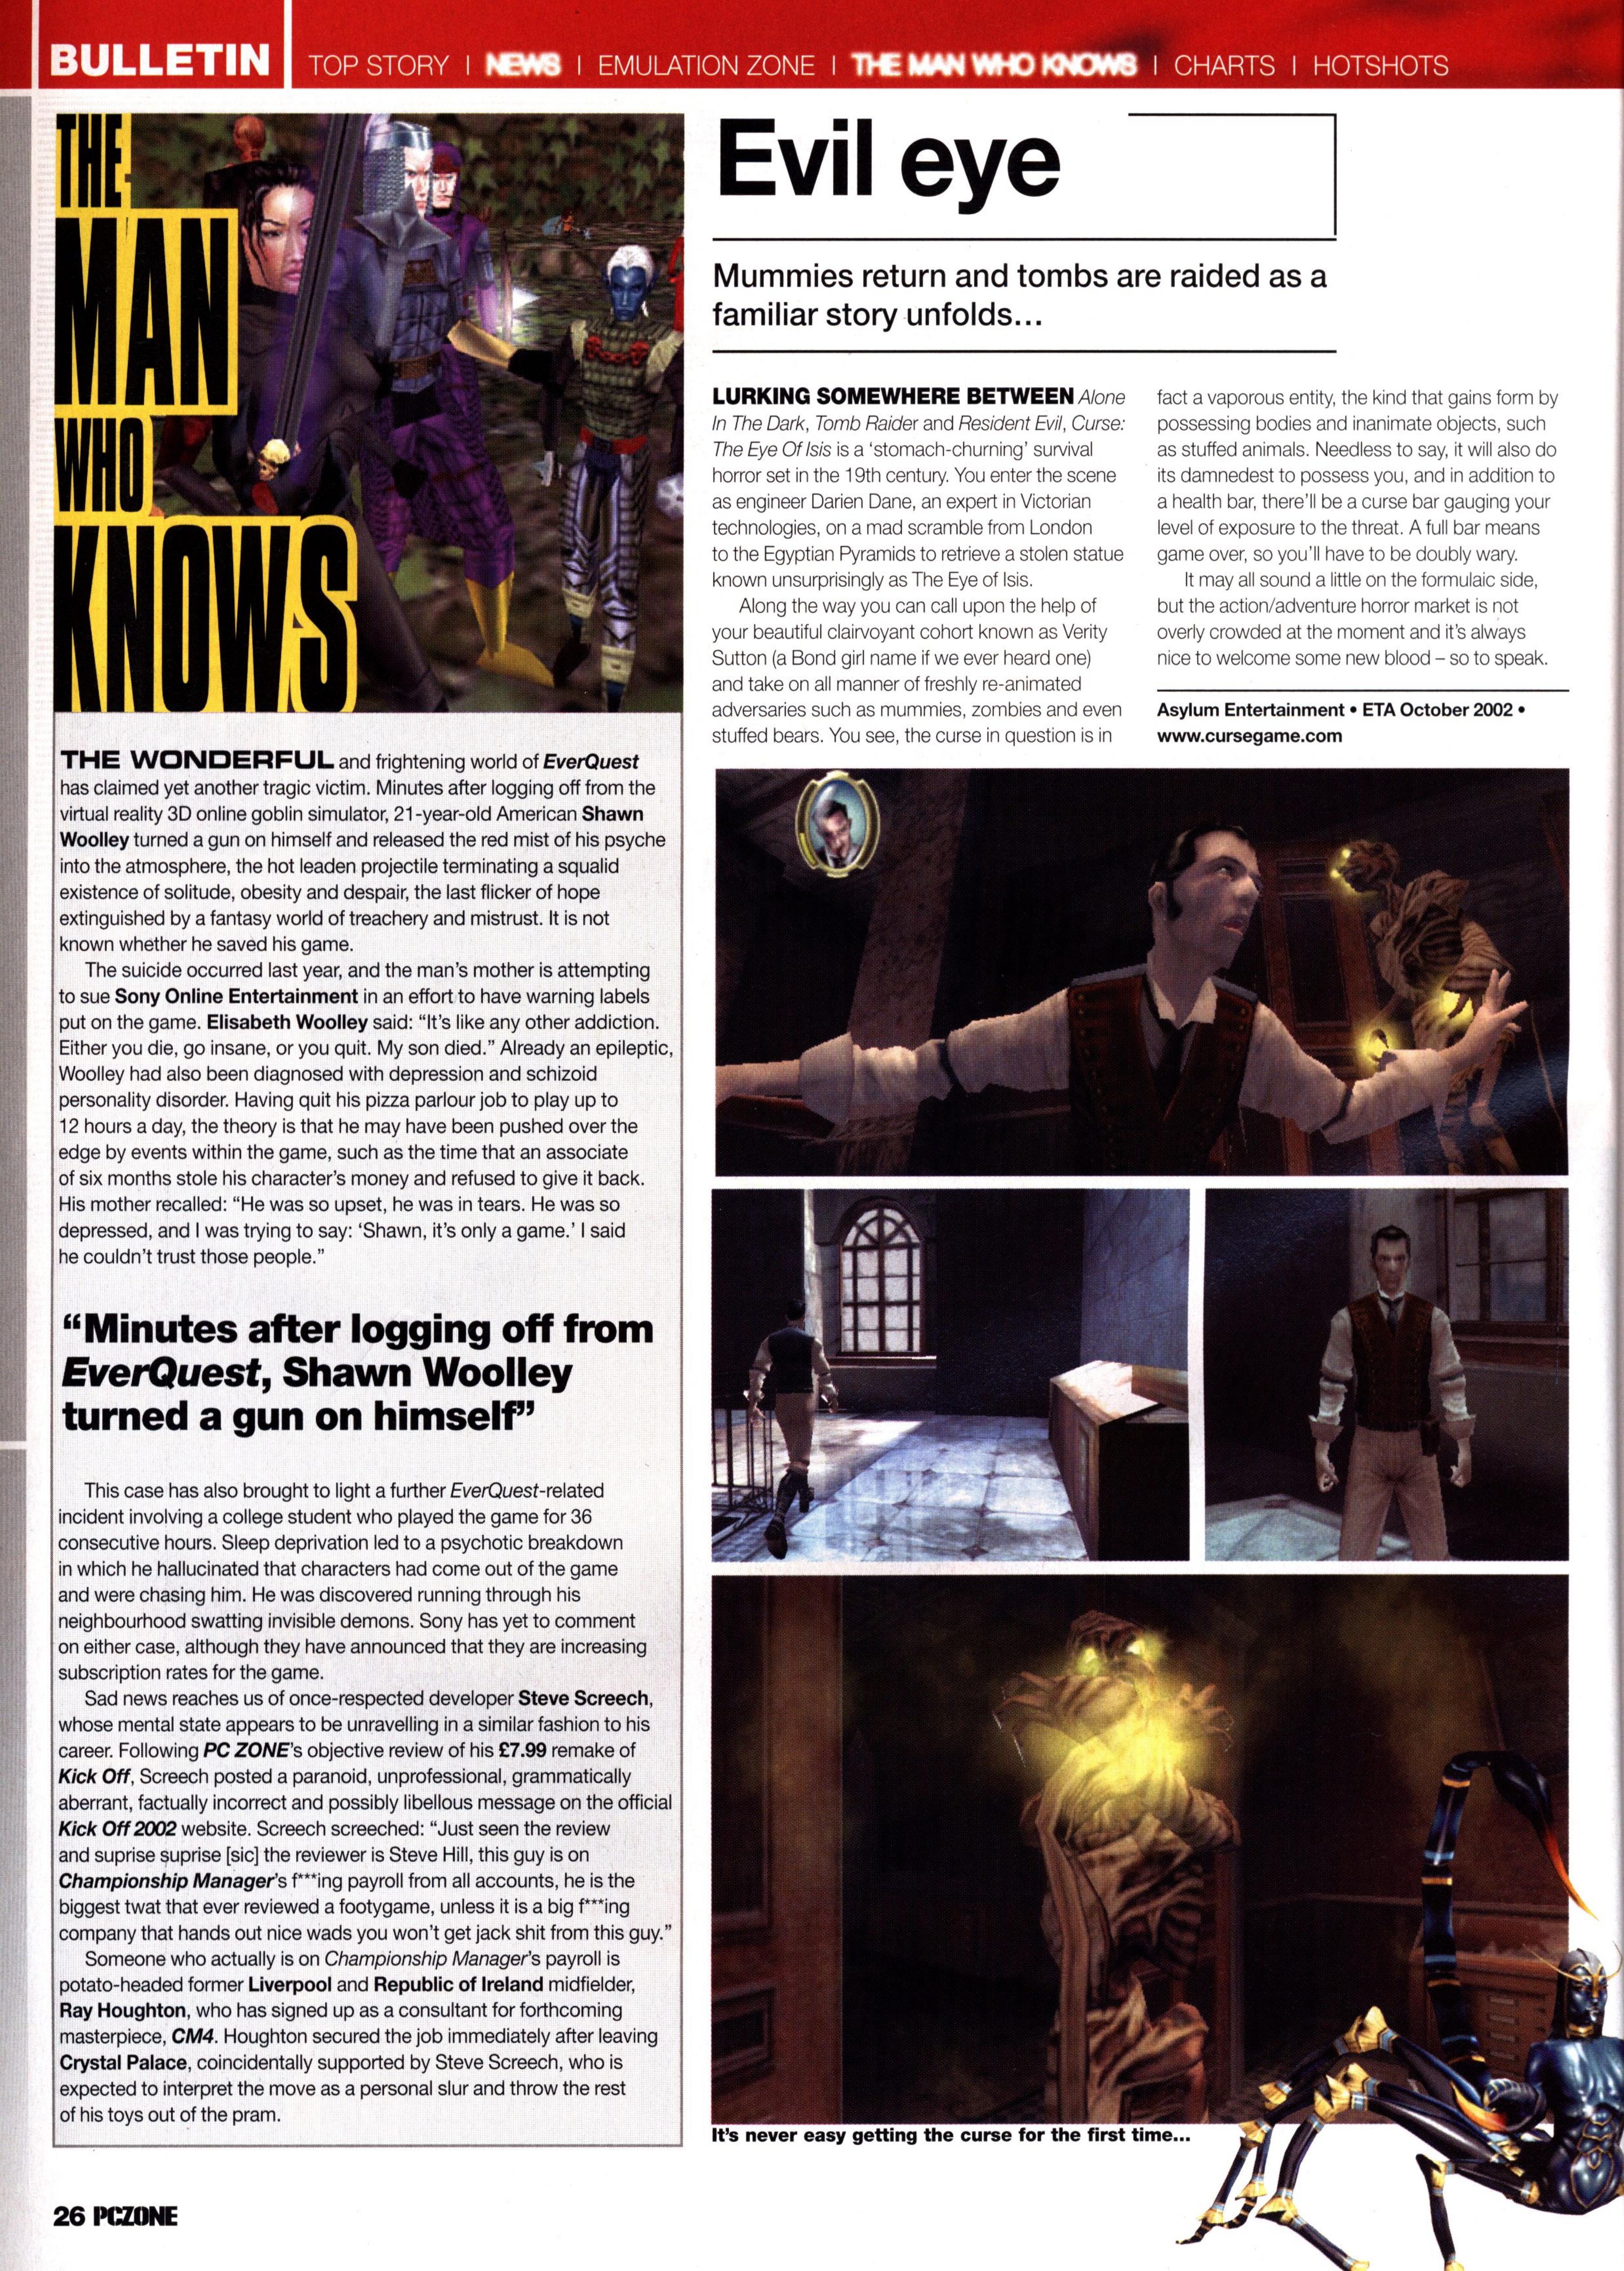 BULLETIN
TOP STORY | NEWS | EMULATION ZONE | THE MAN WHO KNOWS | CHARTS | HOTSHOTS
THE
MAN
WHO
KNOWS
THE WONDERFUL and frightening world of EverQuest
has claimed yet another tragic victim. Minutes after logging off from the
virtual reality 3D online goblin simulator, 21-year-old American Shawn
Woolley turned a gun on himself and released the red mist of his psyche
into the atmosphere, the hot leaden projectile terminating a squalid
existence of solitude, obesity and despair, the last flicker of hope
extinguished by a fantasy world of treachery and mistrust. It is not
known whether he saved his game.
The suicide occurred last year, and the man's mother is attempting
to sue Sony Online Entertainment in an effort to have warning labels
put on the game. Elisabeth Woolley said: “It's like any other addiction.
Either you die, go insane, or you quit. My son died.” Already an epileptic,
Woolley had also been diagnosed with depression and schizoid
personality disorder. Having quit his pizza parlour job to play up to
12 hours a day, the theory is that he may have been pushed over the
edge by events within the game, such as the time that an associate
of six months stole his character's money and refused to give it back.
His mother recalled: “He was so upset, he was in tears. He was so
depressed, and I was trying to say: ‘Shawn, it's only a game.’ I said
he couldn't trust those people.”
“Minutes after logging off from
EverQuest, Shawn Woolley
turned a gun on himself”
This case has also brought to light a further EverQuest-related
incident involving a college student who played the game for 36
consecutive hours. Sleep deprivation led to a psychotic breakdown
in which he hallucinated that characters had come out of the game
and were chasing him. He was discovered running through his
neighbourhood swatting invisible demons. Sony has yet to comment
on either case, although they have announced that they are increasing
subscription rates for the game.
Sad news reaches us of once-respected developer Steve Screech,
whose mental state appears to be unravelling in a similar fashion to his
career. Following PC ZONE's objective review of his £7.99 remake of
Kick Off, Screech posted a paranoid, unprofessional, grammatically
aberrant, factually incorrect and possibly libellous message on the official
Kick Off 2002 website. Screech screeched: “Just seen the review
and suprise suprise [sic] the reviewer is Steve Hill, this guy is on
Championship Manager's f***ing payroll from all accounts, he is the
biggest twat that ever reviewed a footygame, unless it is a big f***ing
company that hands out nice wads you won't get jack shit from this guy.”
Someone who actually is on Championship Manager's payroll is
potato-headed former Liverpool and Republic of Ireland midfielder,
Ray Houghton, who has signed up as a consultant for forthcoming
masterpiece, CM4. Houghton secured the job immediately after leaving
Crystal Palace, coincidentally supported by Steve Screech, who is
expected to interpret the move as a personal slur and throw the rest
of his toys out of the pram.
Evil eye
Mummies return and tombs are raided as a
familiar story unfolds...
LURKING SOMEWHERE BETWEEN Alone
In The Dark, Tomb Raider and Resident Evil, Curse:
The Eye Of Isis is a ‘stomach-churning’ survival
horror set in the 19th century. You enter the scene
as engineer Darien Dane, an expert in Victorian
technologies, on a mad scramble from London
to the Egyptian Pyramids to retrieve a stolen statue
known unsurprisingly as The Eye of Isis.
Along the way you can call upon the help of
your beautiful clairvoyant cohort known as Verity
Sutton (a Bond girl name if we ever heard one)
and take on all manner of freshly re-animated
adversaries such as mummies, zombies and even
stuffed bears. You see, the curse in question is in
fact a vaporous entity, the kind that gains form by
possessing bodies and inanimate objects, such
as stuffed animals. Needless to say, it will also do
its damnedest to possess you, and in addition to
a health bar, there'll be a curse bar gauging your
level of exposure to the threat. A full bar means
game over, so you'll have to be doubly wary.
It may all sound a little on the formulaic side,
but the action/adventure horror market is not
overly crowded at the moment and it's always
nice to welcome some new blood – so to speak.
Asylum Entertainment • ETA October 2002 •
www.cursegame.com
It's never easy getting the curse for the first time...
26 PCZONE